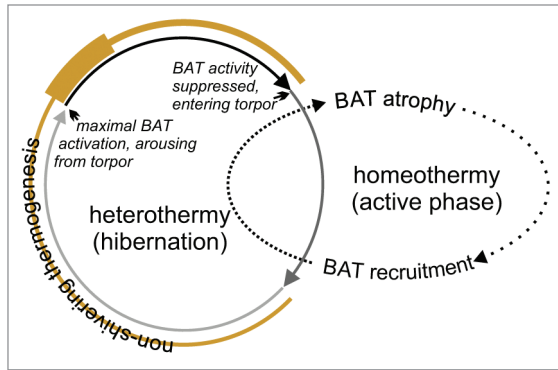 BAT activity
suppressed,
entering torpor
BAT atrophy
maximal BAT
activation, arousing
from torpor
homeothermy
(active phase)
heterothermy
(hibernation)
BAT recruitment
non-shivering thermogenesis